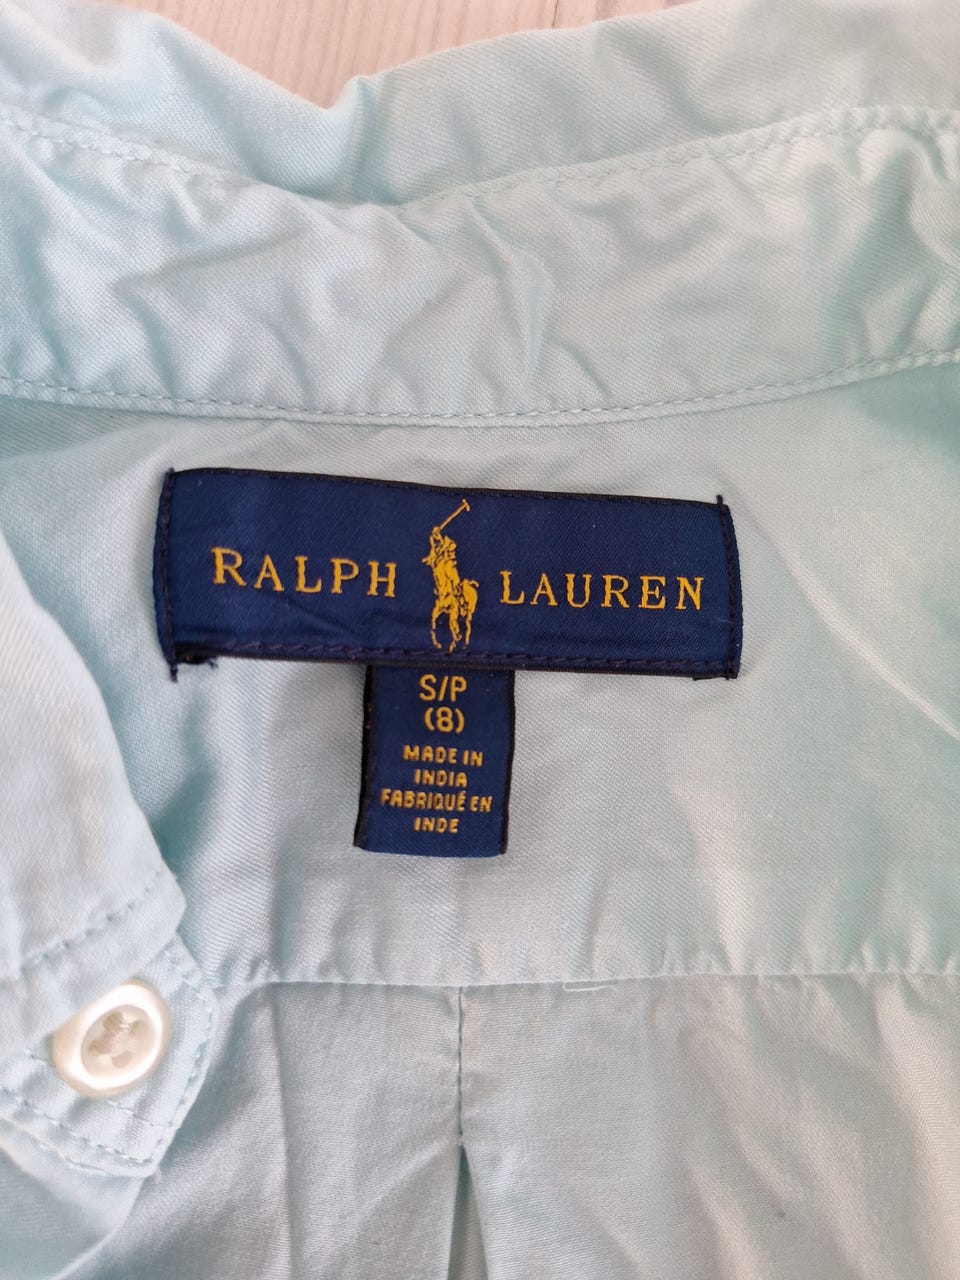 RALPH LAUREN
S/P
(8)
MADE IN
INDIA
FABRIQUÉ EN
INDE